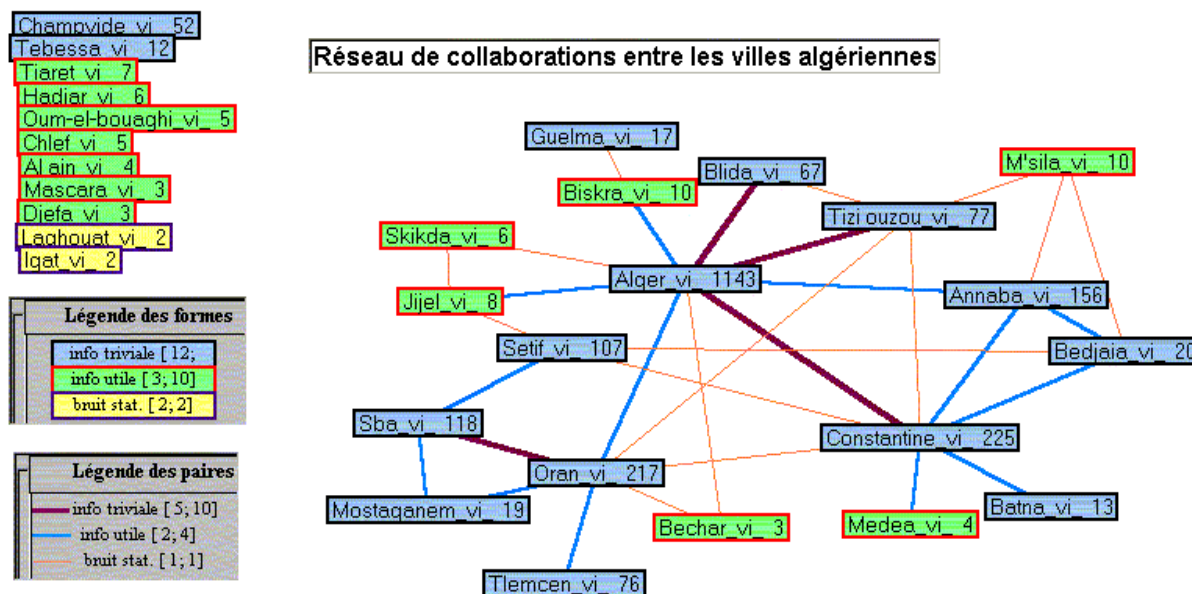 Champvide_vi_ 52
Tebessa_vi_ 12
Tiaret_vi_ 7
Hadjar_vi_ 6
Oum-el-bouaghi_vi_ 5
Chlef_vi_ 5
Al ain_vi_ 4
Mascara_vi_ 3
Djefa_vi_ 3
Laghouat_vi_ 2
Igat_vi_ 2
Réseau de collaborations entre les villes algériennes
Guelma_vi_ 17
Blida_vi_ 67
M'sila_vi_ 10
Biskra_vi_ 10
Tizi ouzou_vi_ 77
Skikda_vi_ 6
Alger_vi_ 1143
Jijel_vi_ 8
Annaba_vi_ 156
Setif_vi_ 107
Bedjaia_vi_ 20
Sba_vi_ 118
Constantine_vi_ 225
Oran_vi_ 217
Mostaganem_vi_ 19
Bechar_vi_ 3
Medea_vi_ 4
Batna_vi_ 13
Tlemcen_vi_ 76
Légende des formes
info triviale [ 12;
info utile [ 3; 10]
bruit stat. [ 2; 2]
Légende des paires
info triviale [ 5; 10]
info utile [ 2; 4]
bruit stat. [ 1; 1]